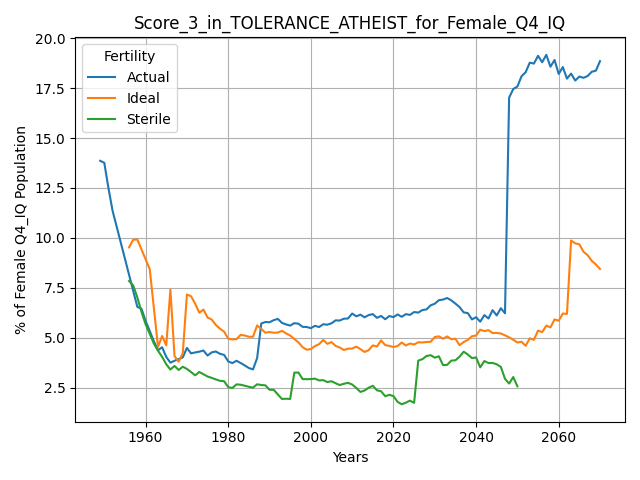 Score_3_in_TOLERANCE_ATHEIST_for_Female_Q4_IQ
% of Female Q4_IQ Population
20.0
17.5
15.0
12.5
10.0
7.5
5.0
2.5
Fertility
Actual
Ideal
Sterile
1960 1980 2000 2020 2040 2060
Years